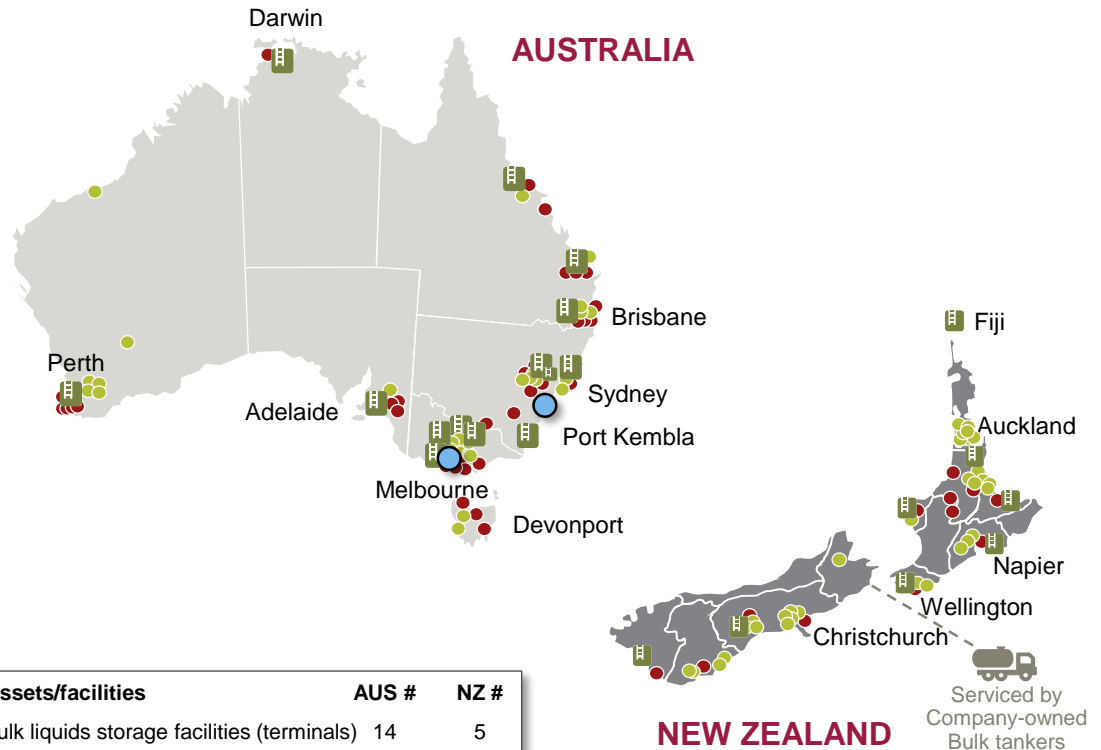 Darwin
AUSTRALIA
Brisbane
Fiji
Perth
Sydney
Adelaide
Auckland
Port Kembla
Melbourne
Devonport
Napier
Wellington
Christchurch
Serviced by
Company-owned
Bulk tankers
NEW ZEALAND
ssets/facilities AUS # NZ #
ulk liquids storage facilities (terminals) 14 5